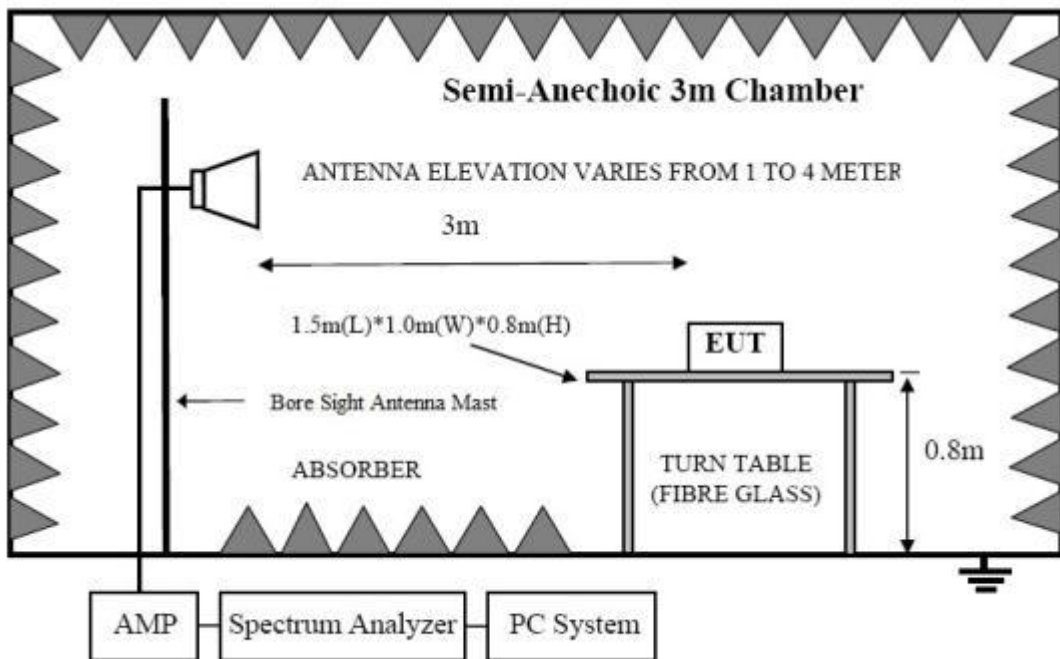 Semi-Anechoic 3m Chamber
ANTENNA ELEVATION VARIES FROM 1 TO 4 METER
3m
1.5m(L)*1.0m(W)*0.8m(H)
EUT
Bore Sight Antenna Mast
0.8m
ABSORBER
TURN TABLE
(FIBRE GLASS)
AMP
Spectrum Analyzer
PC System